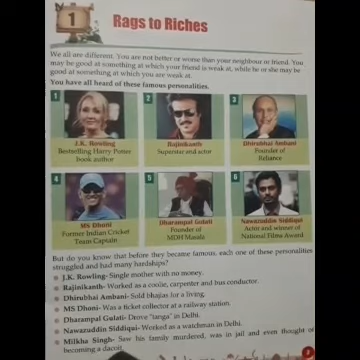 1
Rags to Riches
We all are different. You are not better or worse than your neighbour or friend. You
may be good at something at which your friend is weak at, while he or she may be
good at something at which you are weak at.
You have all heard of these famous personalities.
1
J.K. Rowling
Bestselling Harry Potter
book author
2
Rajinikanth
Superstar and actor
3
Dhirubhai Ambani
Founder of
Reliance
4
MS Dhoni
Former Indian Cricket
Team Captain
5
Dharampal Gulati
Founder of
MDH Masala
6
Nawazuddin Siddiqui
Actor and winner of
National Films Award
But do you know that before they became famous, each one of these personalities
struggled and had many hardships?
J.K. Rowling- Single mother with no money.
Rajinikanth- Worked as a coolie, carpenter and bus conductor.
Dhirubhai Ambani- Sold bhajias for a living.
MS Dhoni- Was a ticket collector at a railway station.
Dharampal Gulati- Drove 'tanga' in Delhi.
Nawazuddin Siddiqui- Worked as a watchman in Delhi.
Milkha Singh- Saw his family murdered, was in jail and even thought of
becoming a dacoit.